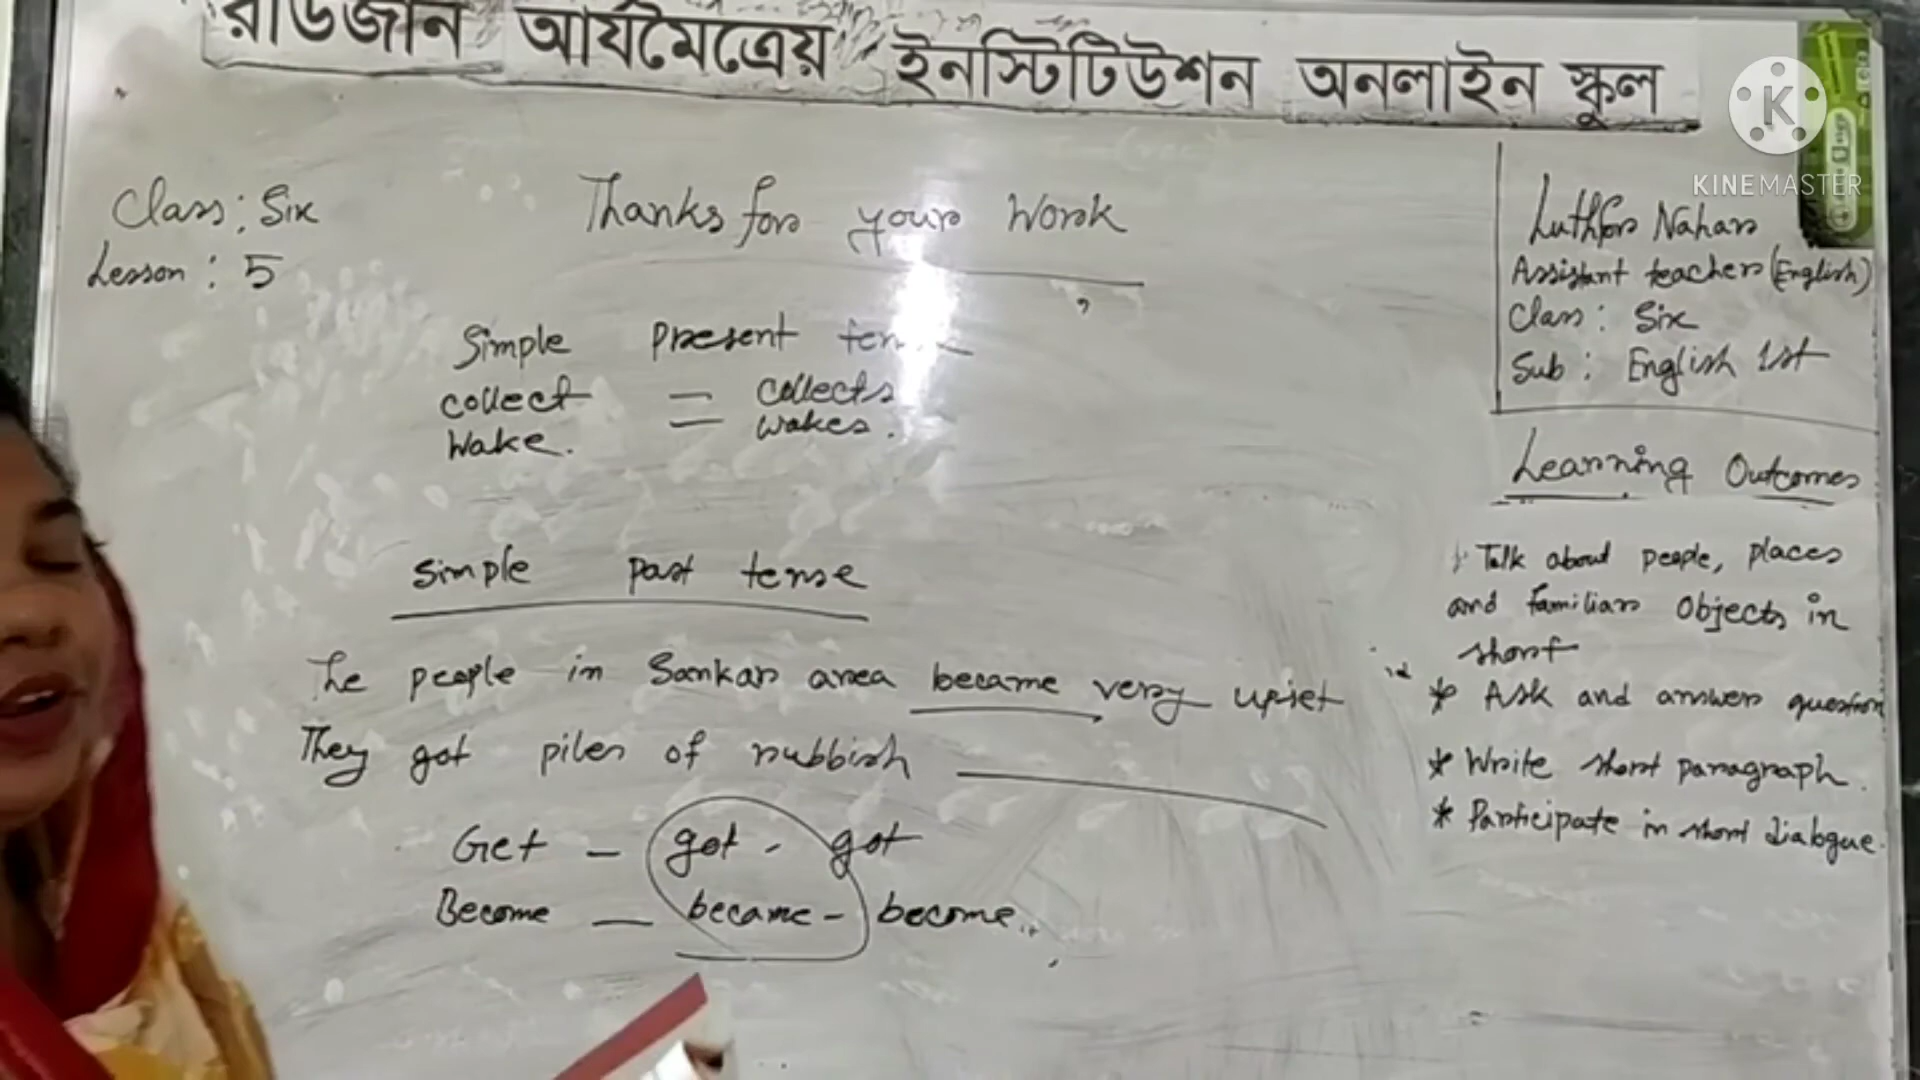 রাউজান আর্যমৈত্রেয় ইনস্টিটিউশন অনলাইন স্কুল
KINEMASTER
Class: Six
Lesson: 5
Thanks for your work
Simple present tense
collect = collects
wake. = wakes.
Simple past tense
The people in Sankar area became very upset
They got piles of rubbish
Get - got - got
Become - became - become.
Luthfor Nahar
Assistant teacher (English)
Class: Six
Sub: English 1st
Learning Outcomes
Talk about people, places
and familiar objects in
short
* Ask and answer question
* Write short paragraph.
* Participate in short dialogue.